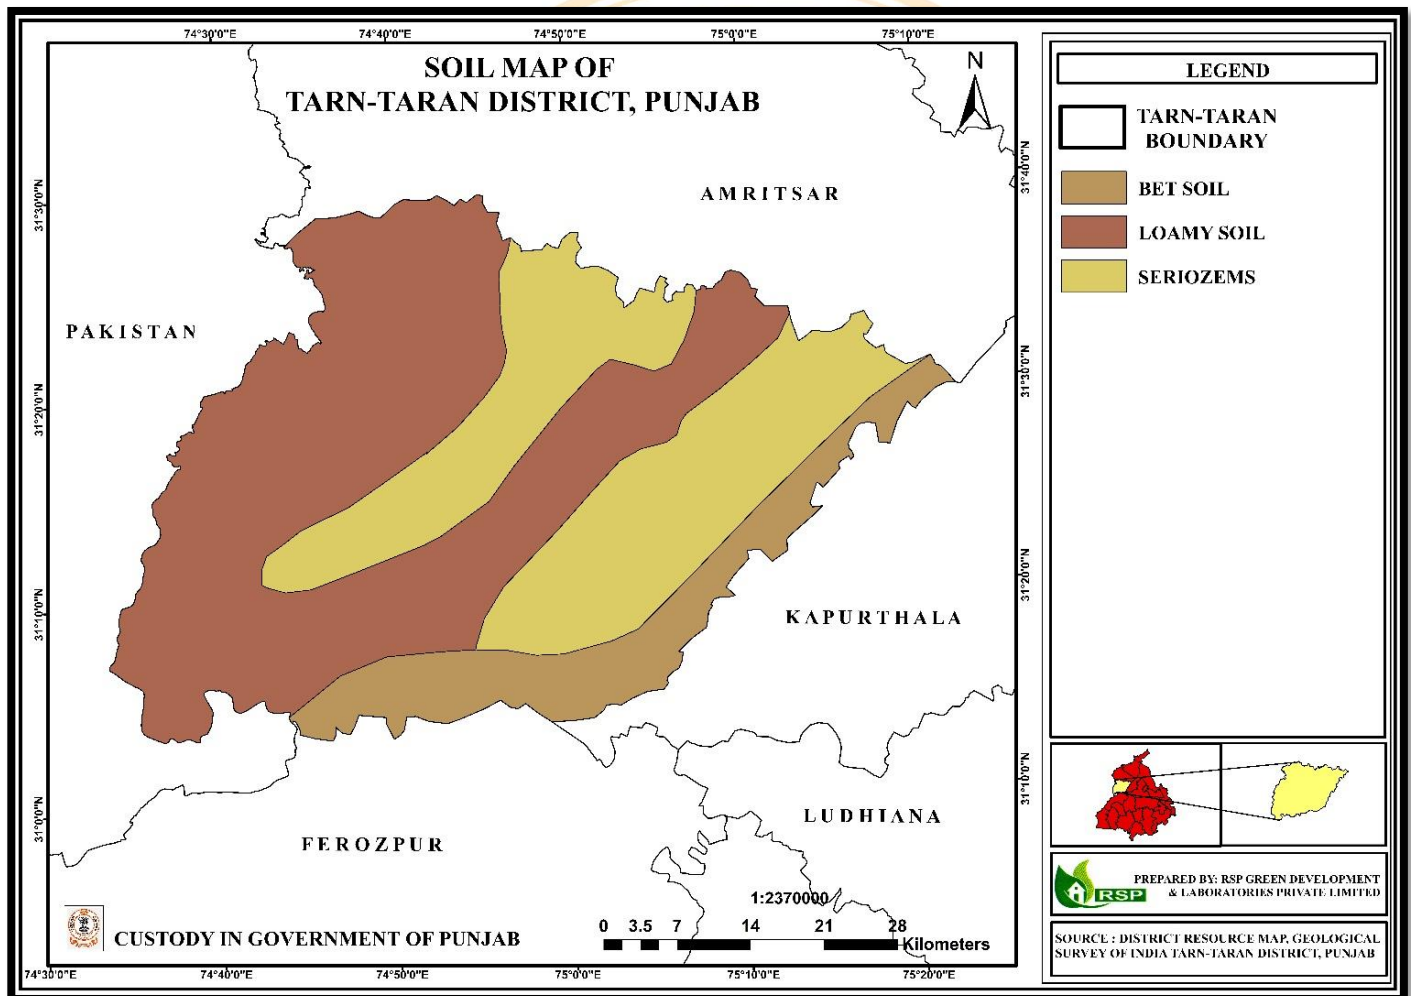 74°30'0"E 74°40'0"E 74°50'0"E 75°0'0"E 75°10'0"E
SOIL MAP OF
TARN-TARAN DISTRICT, PUNJAB
N
31°30'0"N
31°20'0"N
31°10'0"N
31°0'0"N
31°40'0"N
31°30'0"N
31°20'0"N
31°10'0"N
AMRITSAR
PAKISTAN
KAPURTHALA
LUDHIANA
FEROZPUR
1:2370000
0 3.5 7 14 21 28
Kilometers
CUSTODY IN GOVERNMENT OF PUNJAB
74°30'0"E 74°40'0"E 74°50'0"E 75°0'0"E 75°10'0"E 75°20'0"E
LEGEND
TARN-TARAN
BOUNDARY
BET SOIL
LOAMY SOIL
SERIOZEMS
RSP
PREPARED BY: RSP GREEN DEVELOPMENT
& LABORATORIES PRIVATE LIMITED
SOURCE : DISTRICT RESOURCE MAP, GEOLOGICAL
SURVEY OF INDIA TARN-TARAN DISTRICT, PUNJAB